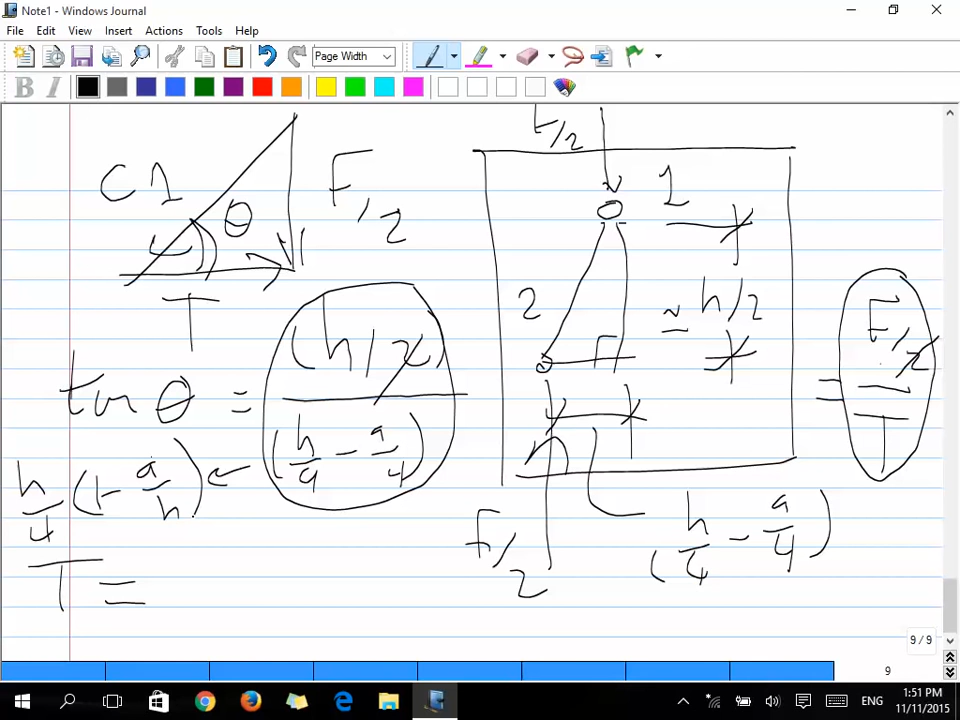 Note1 - Windows Journal
File Edit View Insert Actions Tools Help
Page Width
B I
C1 θ F/2
T
F/2
1
2
≈ h/2
tan θ = (h/2) / (h/4 - a/4) = F/2 / T
h/4 (1 - a/h)
T =
F/2
(h/4 - a/4)
9/9
9
ENG
1:51 PM
11/11/2015